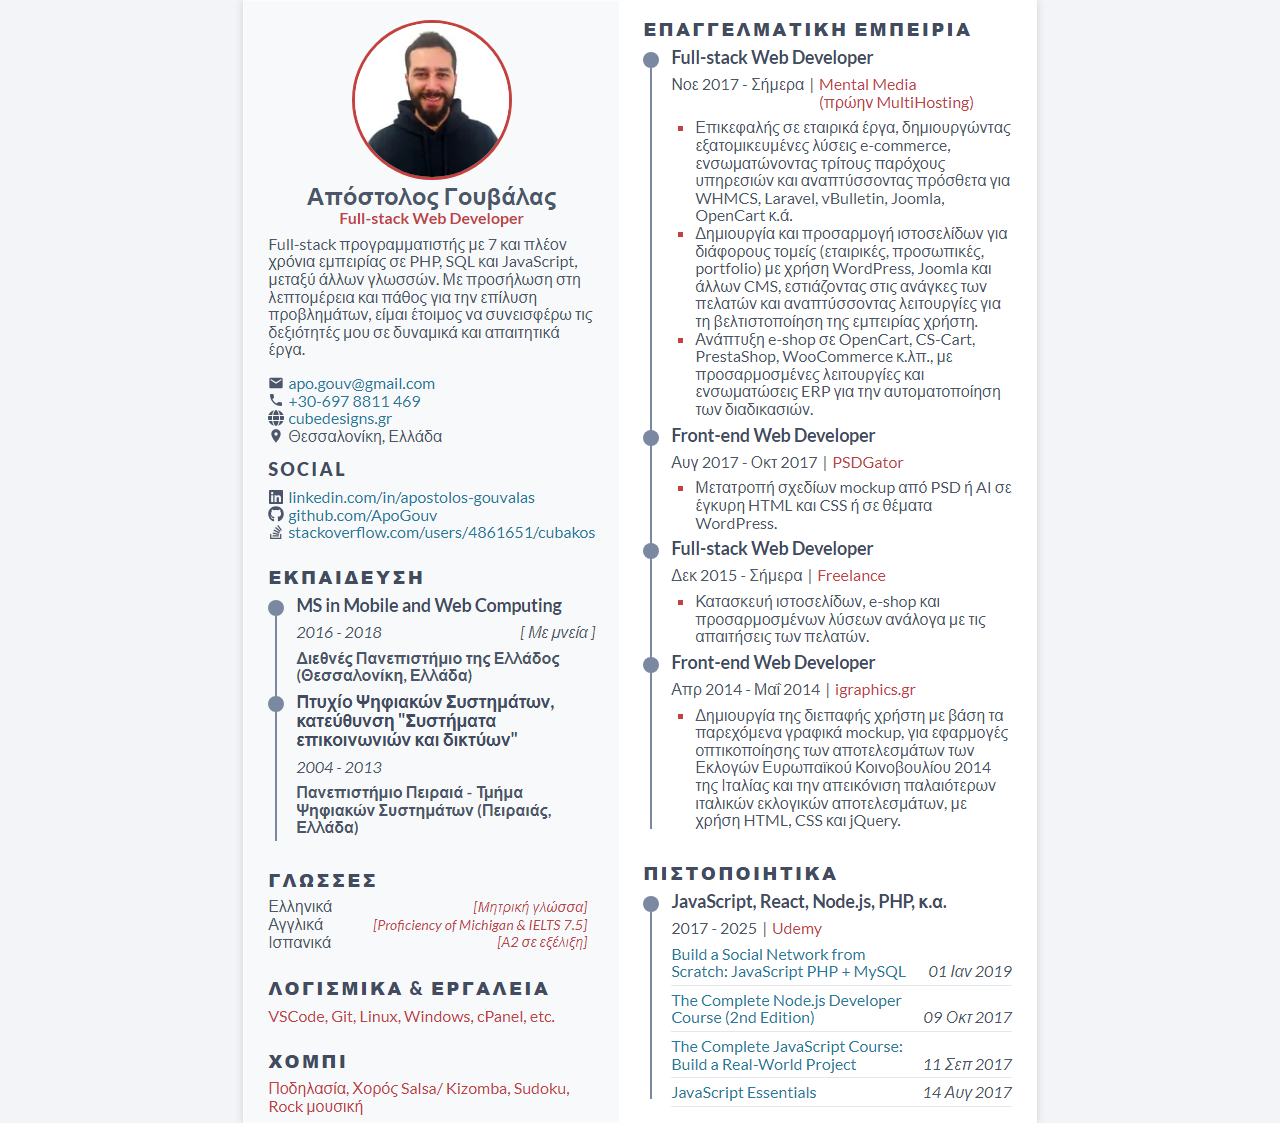 Απόστολος Γουβάλας
Full-stack Web Developer
Full-stack προγραμματιστής με 7 και πλέον
χρόνια εμπειρίας σε PHP, SQL και JavaScript,
μεταξύ άλλων γλωσσών. Με προσήλωση στη
λεπτομέρεια και πάθος για την επίλυση
προβλημάτων, είμαι έτοιμος να συνεισφέρω τις
δεξιότητές μου σε δυναμικά και απαιτητικά
έργα.
apo.gouv@gmail.com
+30-697 8811 469
cubedesigns.gr
Θεσσαλονίκη, Ελλάδα
SOCIAL
linkedin.com/in/apostolos-gouvalas
github.com/ApoGouv
stackoverflow.com/users/4861651/cubakos
ΕΚΠΑΙΔΕΥΣΗ
MS in Mobile and Web Computing
2016 - 2018 [ Με μνεία ]
Διεθνές Πανεπιστήμιο της Ελλάδος
(Θεσσαλονίκη, Ελλάδα)
Πτυχίο Ψηφιακών Συστημάτων,
κατεύθυνση "Συστήματα
επικοινωνιών και δικτύων"
2004 - 2013
Πανεπιστήμιο Πειραιά - Τμήμα
Ψηφιακών Συστημάτων (Πειραιάς,
Ελλάδα)
ΓΛΩΣΣΕΣ
Ελληνικά [Μητρική γλώσσα]
Αγγλικά [Proficiency of Michigan & IELTS 7.5]
Ισπανικά [A2 σε εξέλιξη]
ΛΟΓΙΣΜΙΚΑ & ΕΡΓΑΛΕΙΑ
VSCode, Git, Linux, Windows, cPanel, etc.
ΧΟΜΠΙ
Ποδηλασία, Χορός Salsa/ Kizomba, Sudoku,
Rock μουσική
ΕΠΑΓΓΕΛΜΑΤΙΚΗ ΕΜΠΕΙΡΙΑ
Full-stack Web Developer
Νοε 2017 - Σήμερα | Mental Media
(πρώην MultiHosting)
Επικεφαλής σε εταιρικά έργα, δημιουργώντας
εξατομικευμένες λύσεις e-commerce,
ενσωματώνοντας τρίτους παρόχους
υπηρεσιών και αναπτύσσοντας πρόσθετα για
WHMCS, Laravel, vBulletin, Joomla,
OpenCart κ.ά.
Δημιουργία και προσαρμογή ιστοσελίδων για
διάφορους τομείς (εταιρικές, προσωπικές,
portfolio) με χρήση WordPress, Joomla και
άλλων CMS, εστιάζοντας στις ανάγκες των
πελατών και αναπτύσσοντας λειτουργίες για
τη βελτιστοποίηση της εμπειρίας χρήστη.
Ανάπτυξη e-shop σε OpenCart, CS-Cart,
PrestaShop, WooCommerce κ.λπ., με
προσαρμοσμένες λειτουργίες και
ενσωματώσεις ERP για την αυτοματοποίηση
των διαδικασιών.
Front-end Web Developer
Αυγ 2017 - Οκτ 2017 | PSDGator
Μετατροπή σχεδίων mockup από PSD ή AI σε
έγκυρη HTML και CSS ή σε θέματα
WordPress.
Full-stack Web Developer
Δεκ 2015 - Σήμερα | Freelance
Κατασκευή ιστοσελίδων, e-shop και
προσαρμοσμένων λύσεων ανάλογα με τις
απαιτήσεις των πελατών.
Front-end Web Developer
Απρ 2014 - Μαΐ 2014 | igraphics.gr
Δημιουργία της διεπαφής χρήστη με βάση τα
παρεχόμενα γραφικά mockup, για εφαρμογές
οπτικοποίησης των αποτελεσμάτων των
Εκλογών Ευρωπαϊκού Κοινοβουλίου 2014
της Ιταλίας και την απεικόνιση παλαιότερων
ιταλικών εκλογικών αποτελεσμάτων, με
χρήση HTML, CSS και jQuery.
ΠΙΣΤΟΠΟΙΗΤΙΚΑ
JavaScript, React, Node.js, PHP, κ.α.
2017 - 2025 | Udemy
Build a Social Network from
Scratch: JavaScript PHP + MySQL 01 Ιαν 2019
The Complete Node.js Developer
Course (2nd Edition) 09 Οκτ 2017
The Complete JavaScript Course:
Build a Real-World Project 11 Σεπ 2017
JavaScript Essentials 14 Αυγ 2017